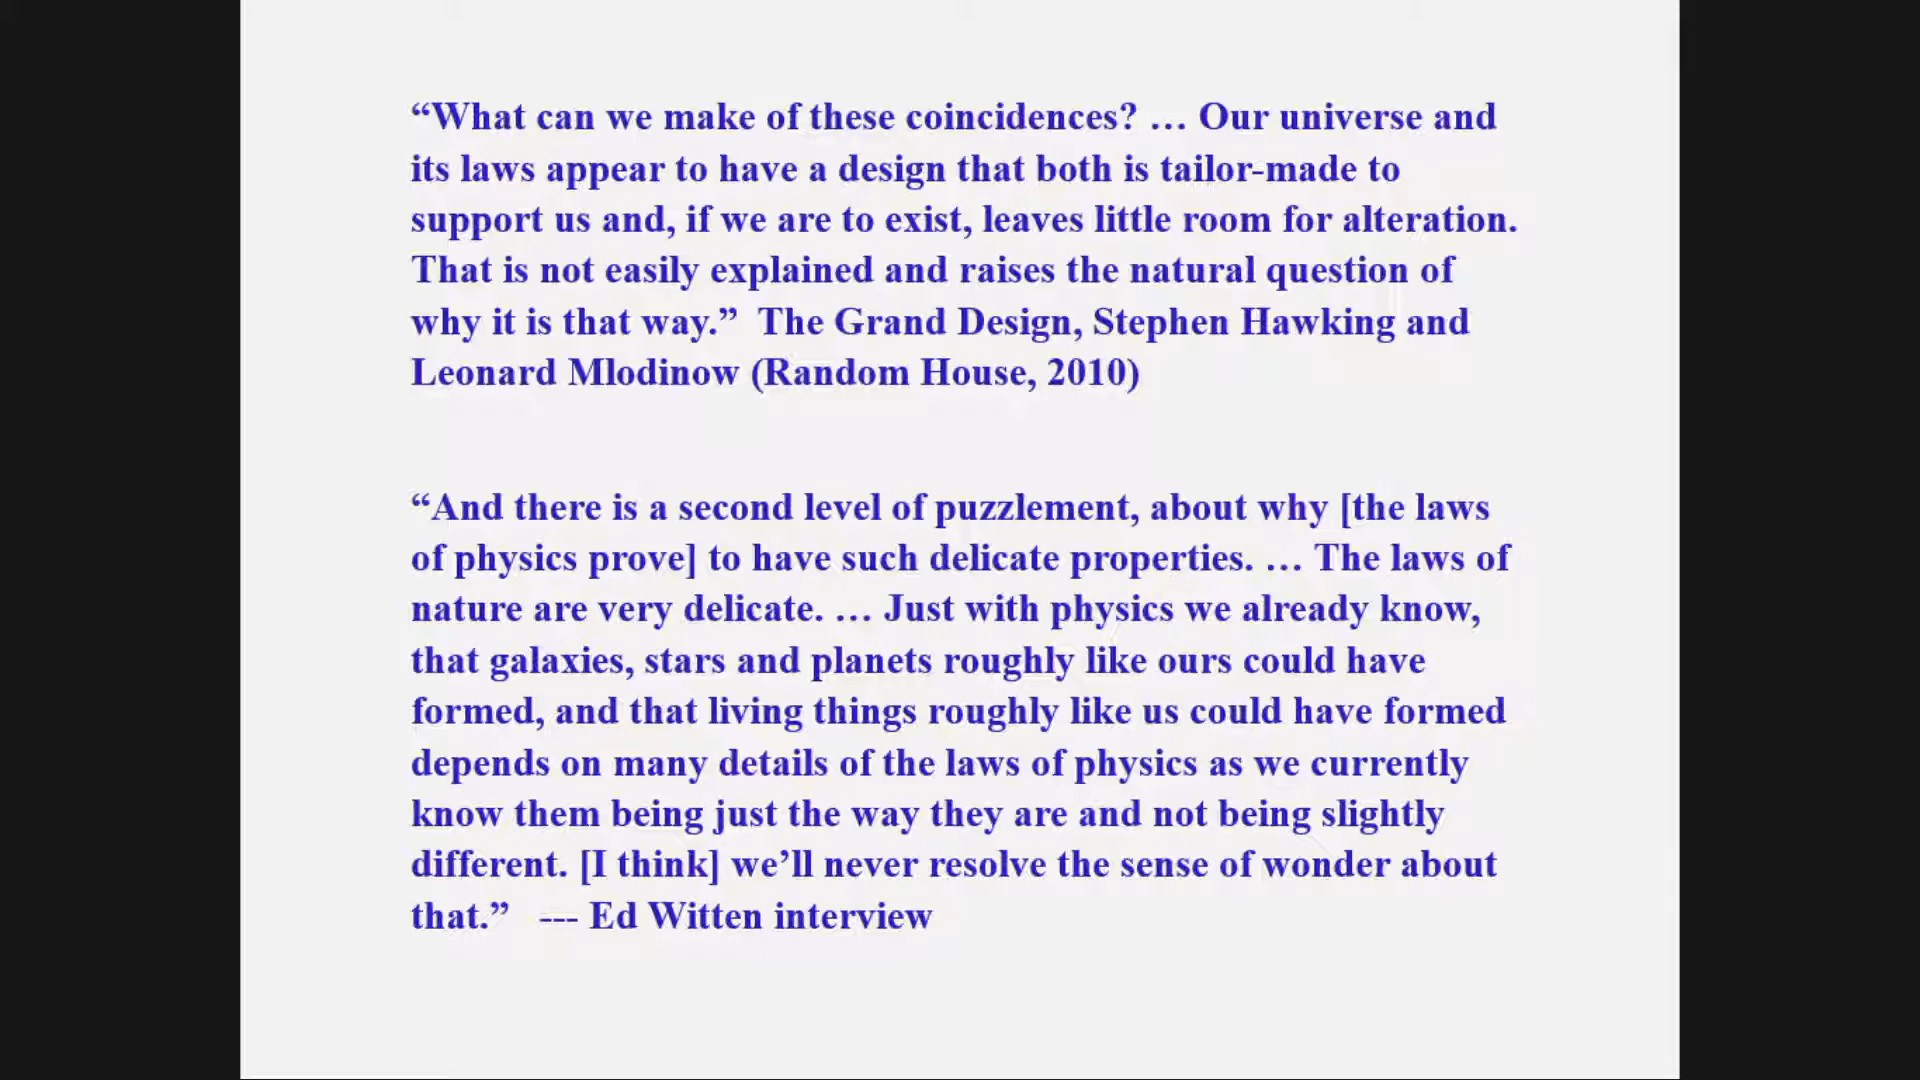 “What can we make of these coincidences? … Our universe and
its laws appear to have a design that both is tailor-made to
support us and, if we are to exist, leaves little room for alteration.
That is not easily explained and raises the natural question of
why it is that way.”  The Grand Design, Stephen Hawking and
Leonard Mlodinow (Random House, 2010)
“And there is a second level of puzzlement, about why [the laws
of physics prove] to have such delicate properties. … The laws of
nature are very delicate. … Just with physics we already know,
that galaxies, stars and planets roughly like ours could have
formed, and that living things roughly like us could have formed
depends on many details of the laws of physics as we currently
know them being just the way they are and not being slightly
different. [I think] we’ll never resolve the sense of wonder about
that.”   --- Ed Witten interview